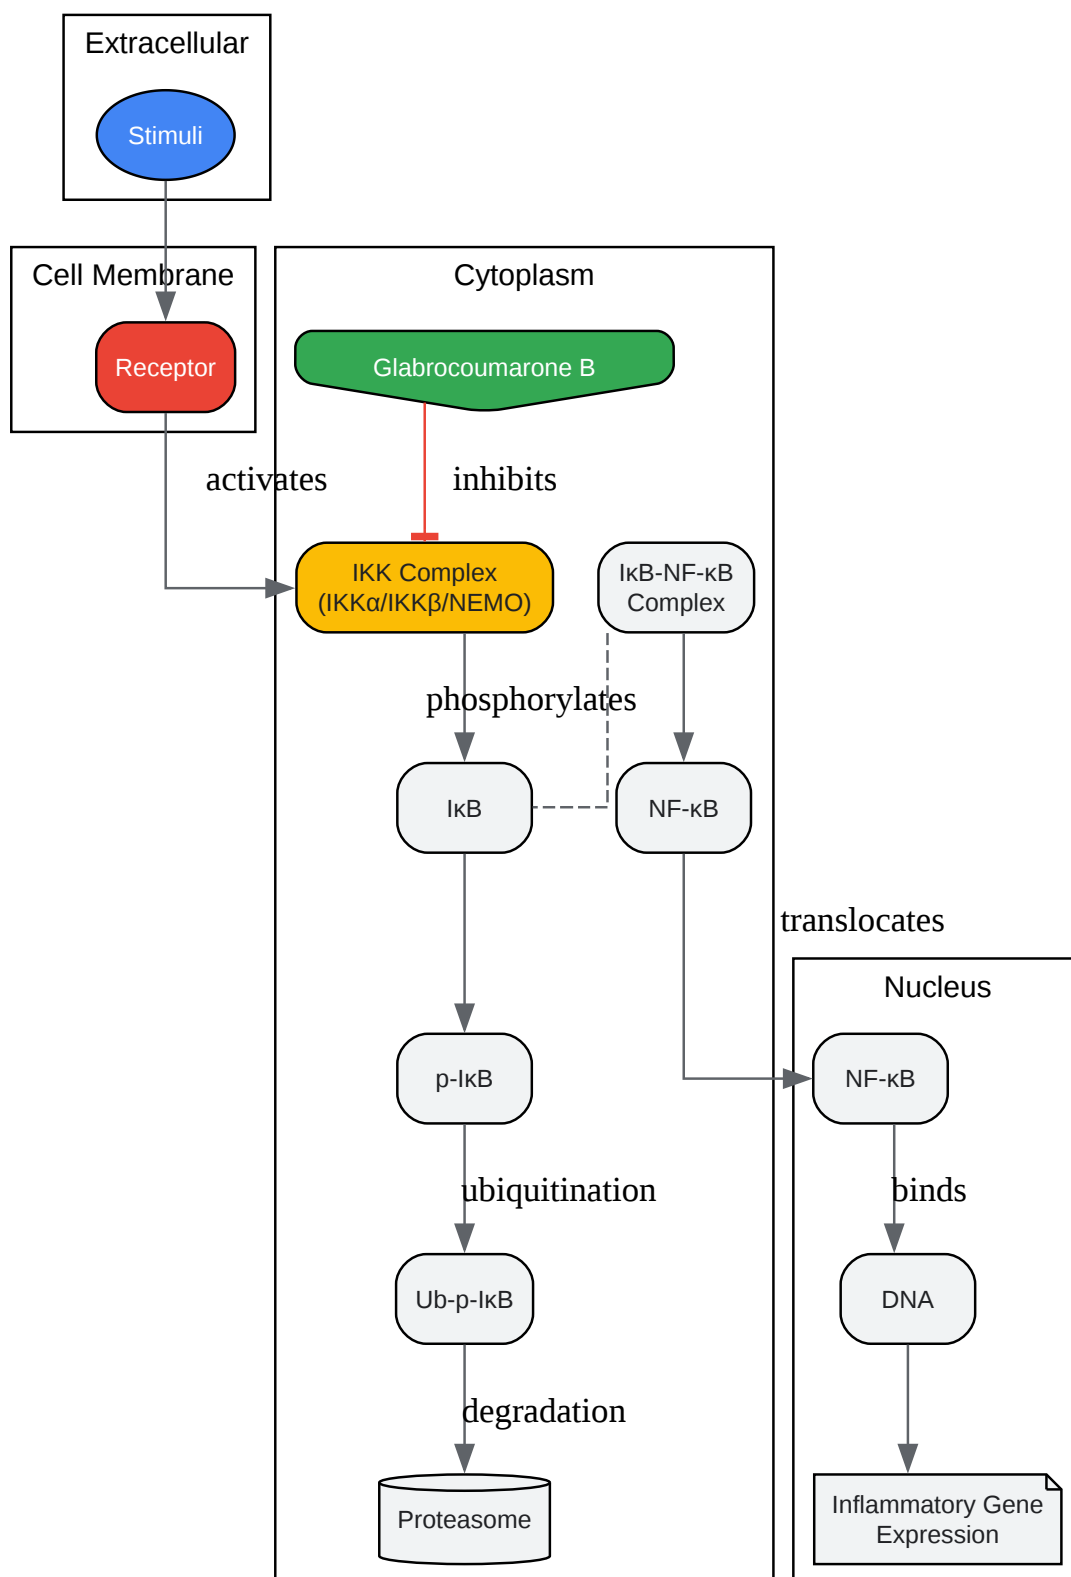 Extracellular
Stimuli
Cell Membrane
Receptor
Cytoplasm
Glabrocoumarone B
activates
inhibits
IKK Complex
(IKKα/IKKβ/NEMO)
IκB-NF-κB
Complex
phosphorylates
IκB
NF-κB
translocates
Nucleus
p-IκB
NF-κB
ubiquitination
binds
Ub-p-IκB
DNA
degradation
Proteasome
Inflammatory Gene
Expression